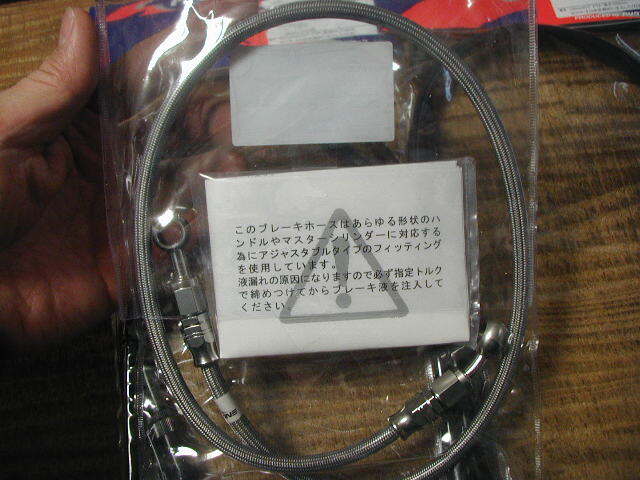 このブレーキホースはあらゆる形状のハ
ンドルやマスターシリンダーに対応する
為にアジャスタブルタイプのフィッティング
を使用しています。
液漏れの原因になりますので必ず指定トルク
で締めつけてからブレーキ液を注入して
ください